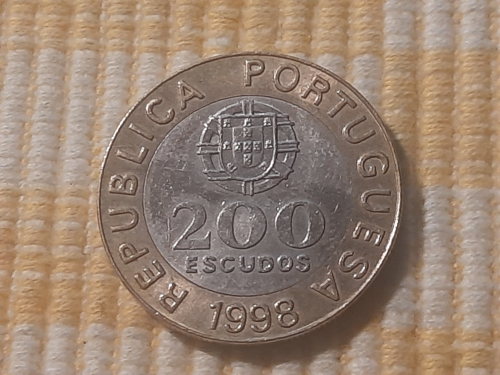 REPUBLICA PORTUGUESA
200
ESCUDOS
1998